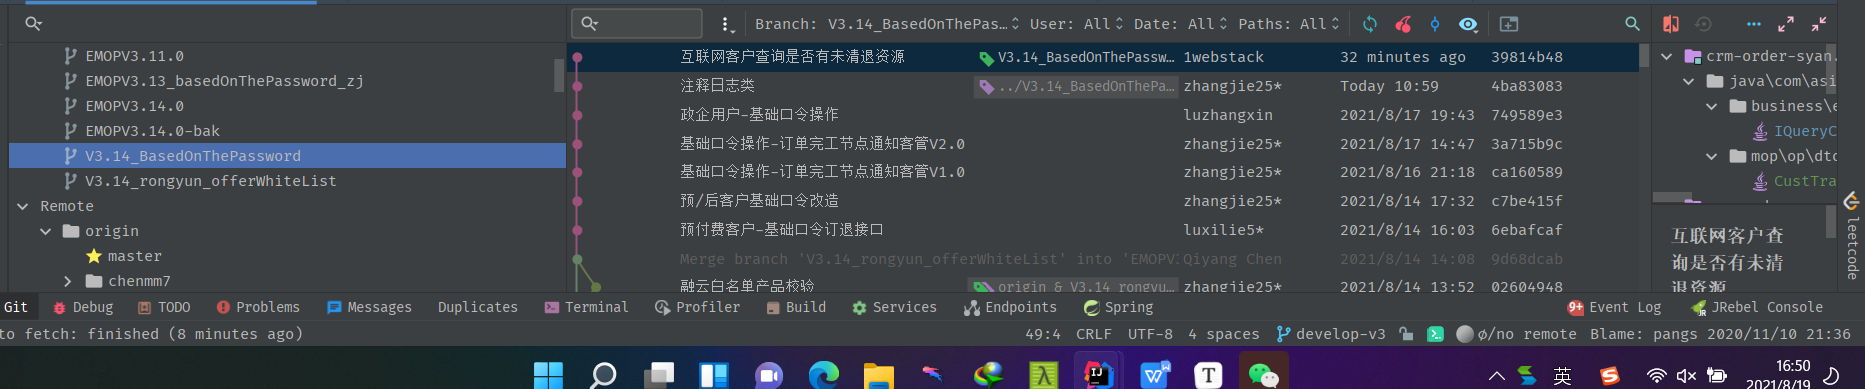 Branch: V3.14_BasedOnThePas... User: All Date: All Paths: All
EMOPV3.11.0
EMOPV3.13_basedOnThePassword_zj
EMOPV3.14.0
EMOPV3.14.0-bak
V3.14_BasedOnThePassword
V3.14_rongyun_offerWhiteList
Remote
origin
master
chenmm7
互联网客户查询是否有未清退资源 V3.14_BasedOnThePassw... 1webstack 32 minutes ago 39814b48
注释日志类 ../V3.14_BasedOnThePa... zhangjie25* Today 10:59 4ba83083
政企用户-基础口令操作 luzhangxin 2021/8/17 19:43 749589e3
基础口令操作-订单完工节点通知客管V2.0 zhangjie25* 2021/8/17 14:47 3a715b9c
基础口令操作-订单完工节点通知客管V1.0 zhangjie25* 2021/8/16 21:18 ca160589
预/后客户基础口令改造 zhangjie25* 2021/8/14 17:32 c7be415f
预付费客户-基础口令订退接口 luxilie5* 2021/8/14 16:03 6ebafcaf
Merge branch 'V3.14_rongyun_offerWhiteList' into 'EMOPV3 Qiyang Chen 2021/8/14 14:08 9d68dcab
融云白名单产品校验 origin & V3.14_rongyu... zhangjie25* 2021/8/14 13:52 02604948
crm-order-syan.
java\com\asi
business\e
IQueryC
mop\op\dto
CustTra
互联网客户查
询是否有未清
退资源
leetcode
Git Debug TODO Problems Messages Duplicates Terminal Profiler Build Services Endpoints Spring 9+ Event Log JRebel Console
to fetch: finished (8 minutes ago) 49:4 CRLF UTF-8 4 spaces develop-v3 ø/no remote Blame: pangs 2020/11/10 21:36
英 16:50
2021/8/19